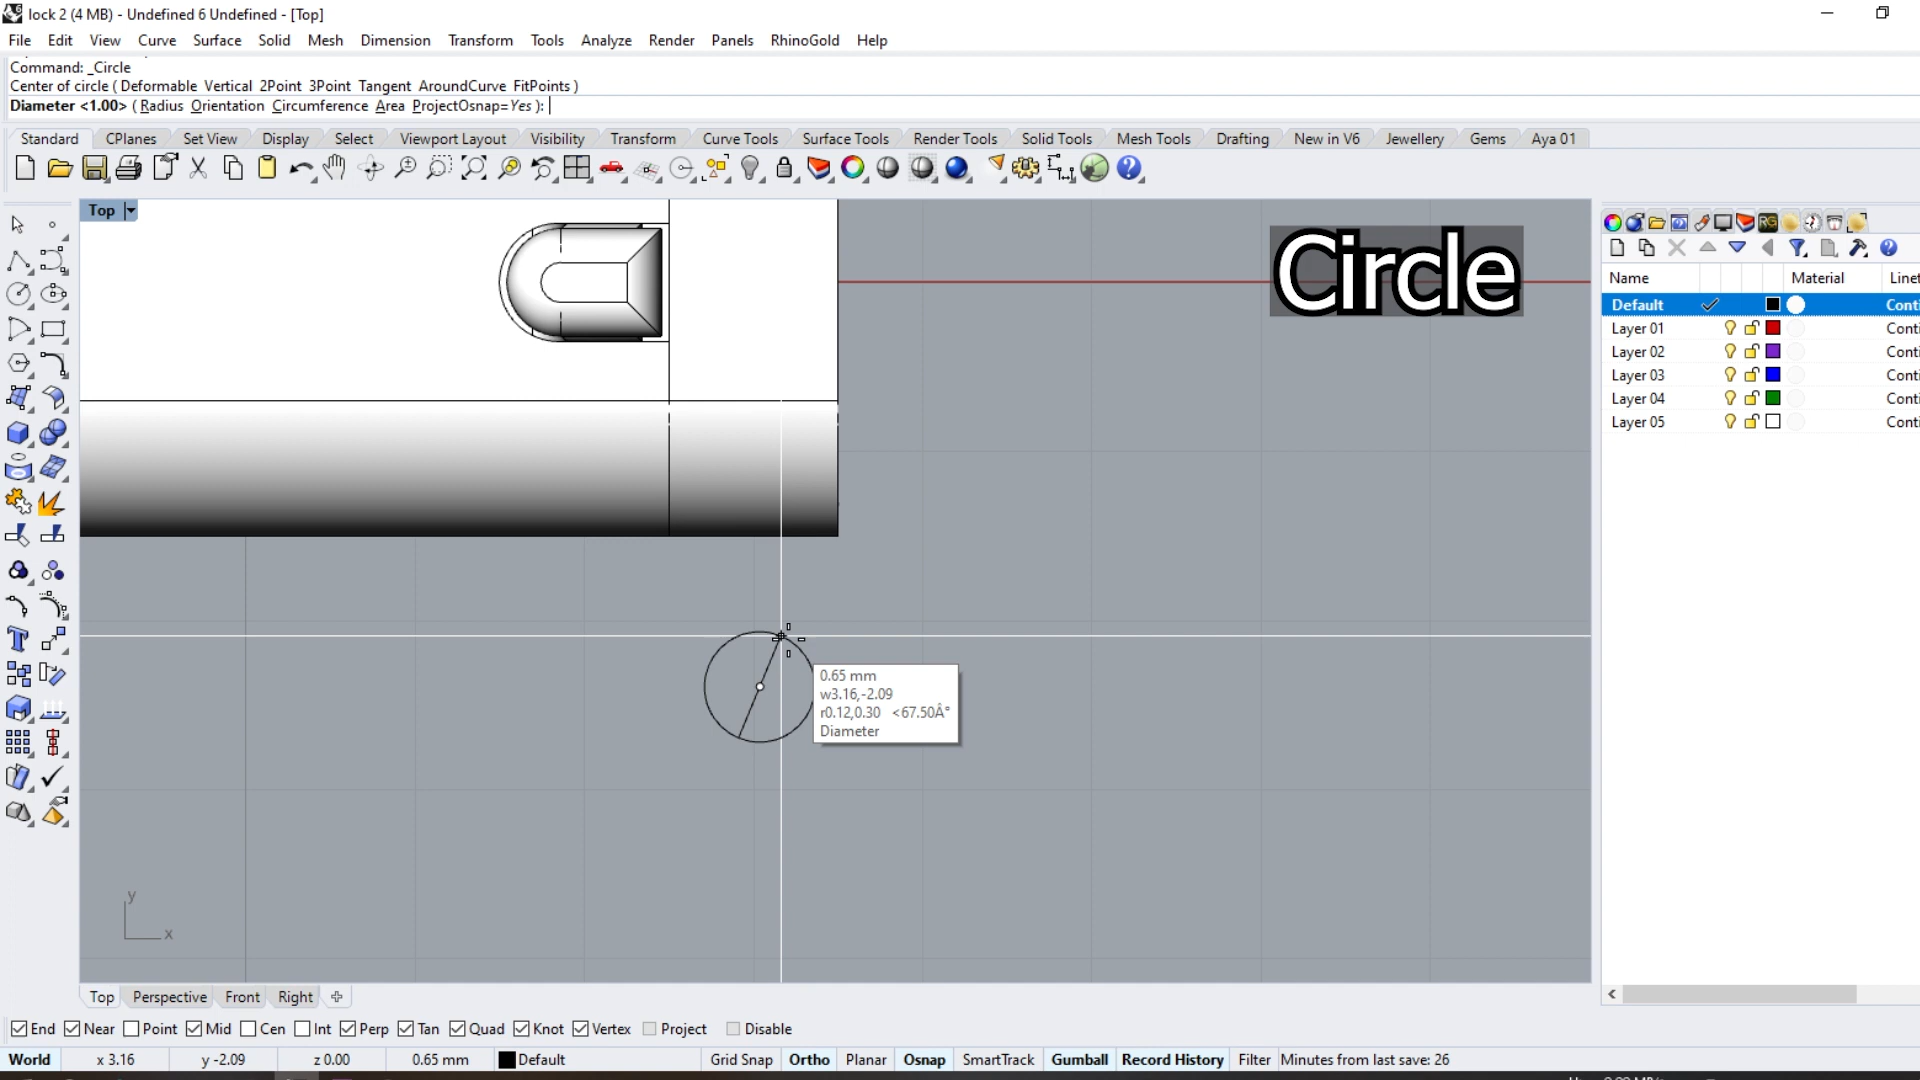 lock 2 (4 MB) - Undefined 6 Undefined - [Top]
File Edit View Curve Surface Solid Mesh Dimension Transform Tools Analyze Render Panels RhinoGold Help
Command: _Circle
Center of circle ( Deformable Vertical 2Point 3Point Tangent AroundCurve FitPoints )
Diameter <1.00> ( Radius Orientation Circumference Area ProjectOsnap=Yes ):
Standard CPlanes Set View Display Select Viewport Layout Visibility Transform Curve Tools Surface Tools Render Tools Solid Tools Mesh Tools Drafting New in V6 Jewellery Gems Aya 01
Top
Circle
Name Material Linet
Default Conti
Layer 01 Conti
Layer 02 Conti
Layer 03 Conti
Layer 04 Conti
Layer 05 Conti
0.65 mm
w3.16,-2.09
r0.12,0.30 <67.50Â°
Diameter
y
x
Top Perspective Front Right
End Near Point Mid Cen Int Perp Tan Quad Knot Vertex Project Disable
World x 3.16 y -2.09 z 0.00 0.65 mm Default Grid Snap Ortho Planar Osnap SmartTrack Gumball Record History Filter Minutes from last save: 26